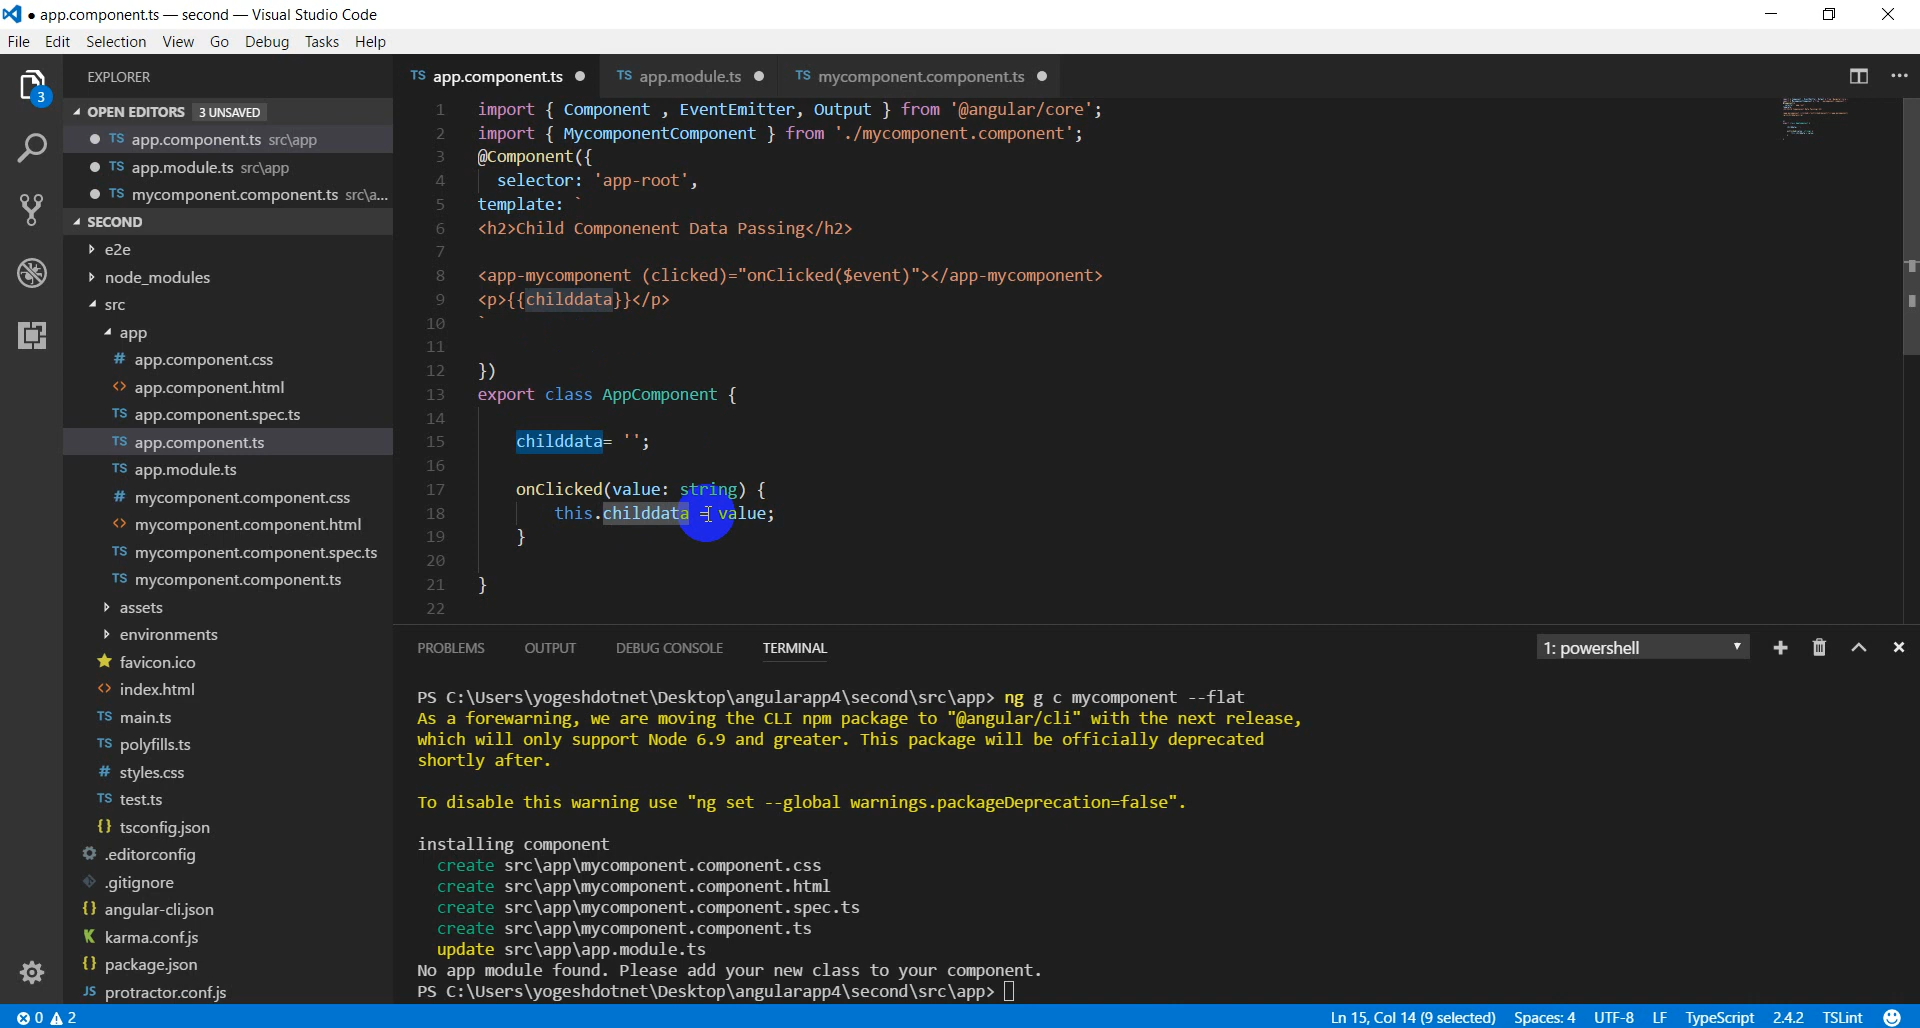 ● app.component.ts — second — Visual Studio Code
File Edit Selection View Go Debug Tasks Help
EXPLORER
3
OPEN EDITORS 3 UNSAVED
TS app.component.ts src\app
TS app.module.ts src\app
TS mycomponent.component.ts src\a...
SECOND
e2e
node_modules
src
app
# app.component.css
<> app.component.html
TS app.component.spec.ts
TS app.component.ts
TS app.module.ts
# mycomponent.component.css
<> mycomponent.component.html
TS mycomponent.component.spec.ts
TS mycomponent.component.ts
assets
environments
favicon.ico
<> index.html
TS main.ts
TS polyfills.ts
# styles.css
TS test.ts
{} tsconfig.json
.editorconfig
.gitignore
{} angular-cli.json
K karma.conf.js
{} package.json
JS protractor.conf.js
TS app.component.ts ● TS app.module.ts ● TS mycomponent.component.ts ●
1 import { Component , EventEmitter, Output } from '@angular/core';
2 import { MycomponentComponent } from './mycomponent.component';
3 @Component({
4 selector: 'app-root',
5 template: `
6 <h2>Child Componenent Data Passing</h2>
7
8 <app-mycomponent (clicked)="onClicked($event)"></app-mycomponent>
9 <p>{{childdata}}</p>
10 `
11
12 })
13 export class AppComponent {
14
15 childdata= '';
16
17 onClicked(value: string) {
18 this.childdata = value;
19 }
20
21 }
22
PROBLEMS OUTPUT DEBUG CONSOLE TERMINAL 1: powershell
PS C:\Users\yogeshdotnet\Desktop\angularapp4\second\src\app> ng g c mycomponent --flat
As a forewarning, we are moving the CLI npm package to "@angular/cli" with the next release,
which will only support Node 6.9 and greater. This package will be officially deprecated
shortly after.
To disable this warning use "ng set --global warnings.packageDeprecation=false".
installing component
create src\app\mycomponent.component.css
create src\app\mycomponent.component.html
create src\app\mycomponent.component.spec.ts
create src\app\mycomponent.component.ts
update src\app\app.module.ts
No app module found. Please add your new class to your component.
PS C:\Users\yogeshdotnet\Desktop\angularapp4\second\src\app>
0 2 Ln 15, Col 14 (9 selected) Spaces: 4 UTF-8 LF TypeScript 2.4.2 TSLint